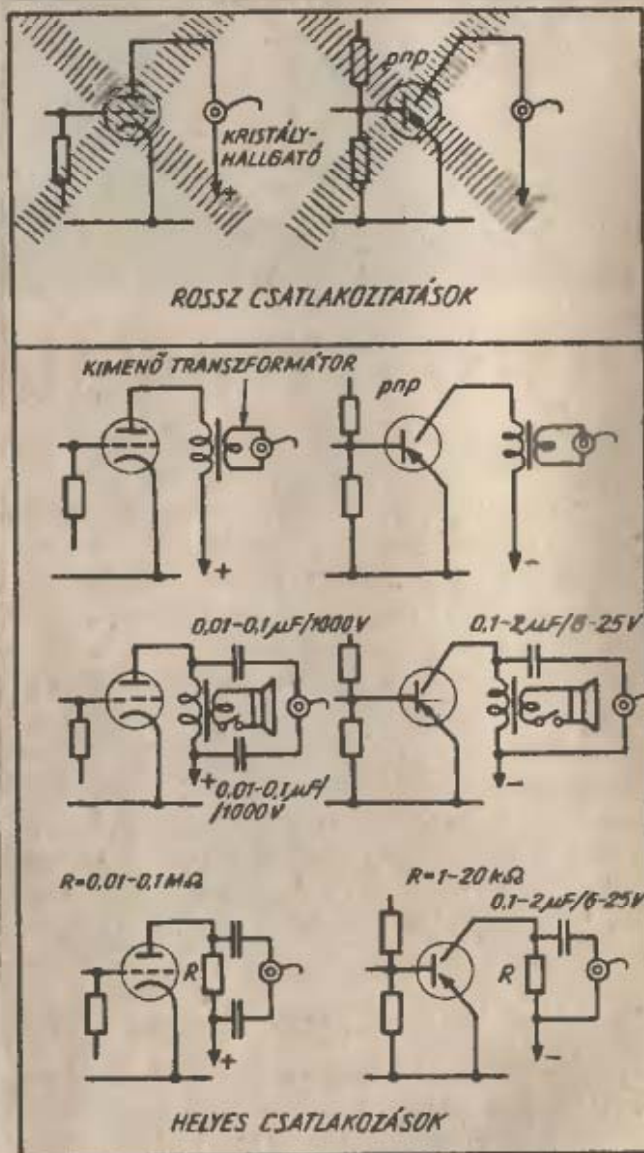 pnp
KRISTÁLY-
HALLGATÓ
+
ROSSZ CSATLAKOZTATÁSOK
KIMENŐ TRANSZFORMÁTOR
pnp
+
-
0,01-0,1µF/1000V
0,1-2µF/6-25V
+
0,01-0,1µF/
/1000V
-
R=0,01-0,1MΩ
R=1-20kΩ
0,1-2µF/6-25V
R
R
+
-
HELYES CSATLAKOZÁSOK